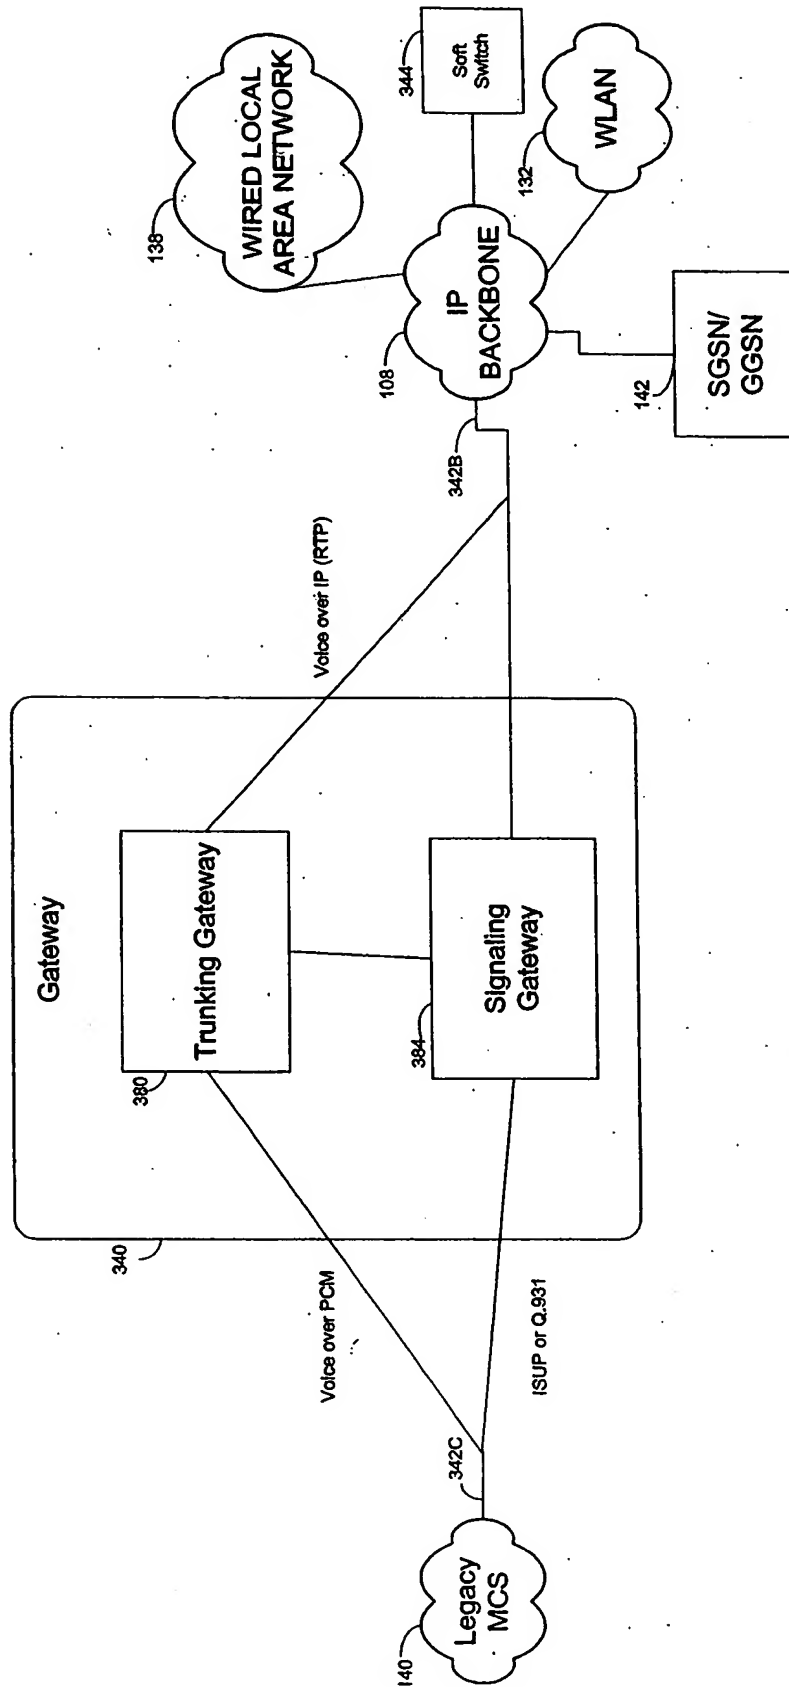 Legacy
MCS
140
342C
Voice over PCM
ISUP or Q.931
340
Gateway
380
Trunking Gateway
384
Signaling
Gateway
Voice over IP (RTP)
342B
108
IP
BACKBONE
138
WIRED LOCAL
AREA NETWORK
344
Soft
Switch
132
WLAN
142
SGSN/
GGSN